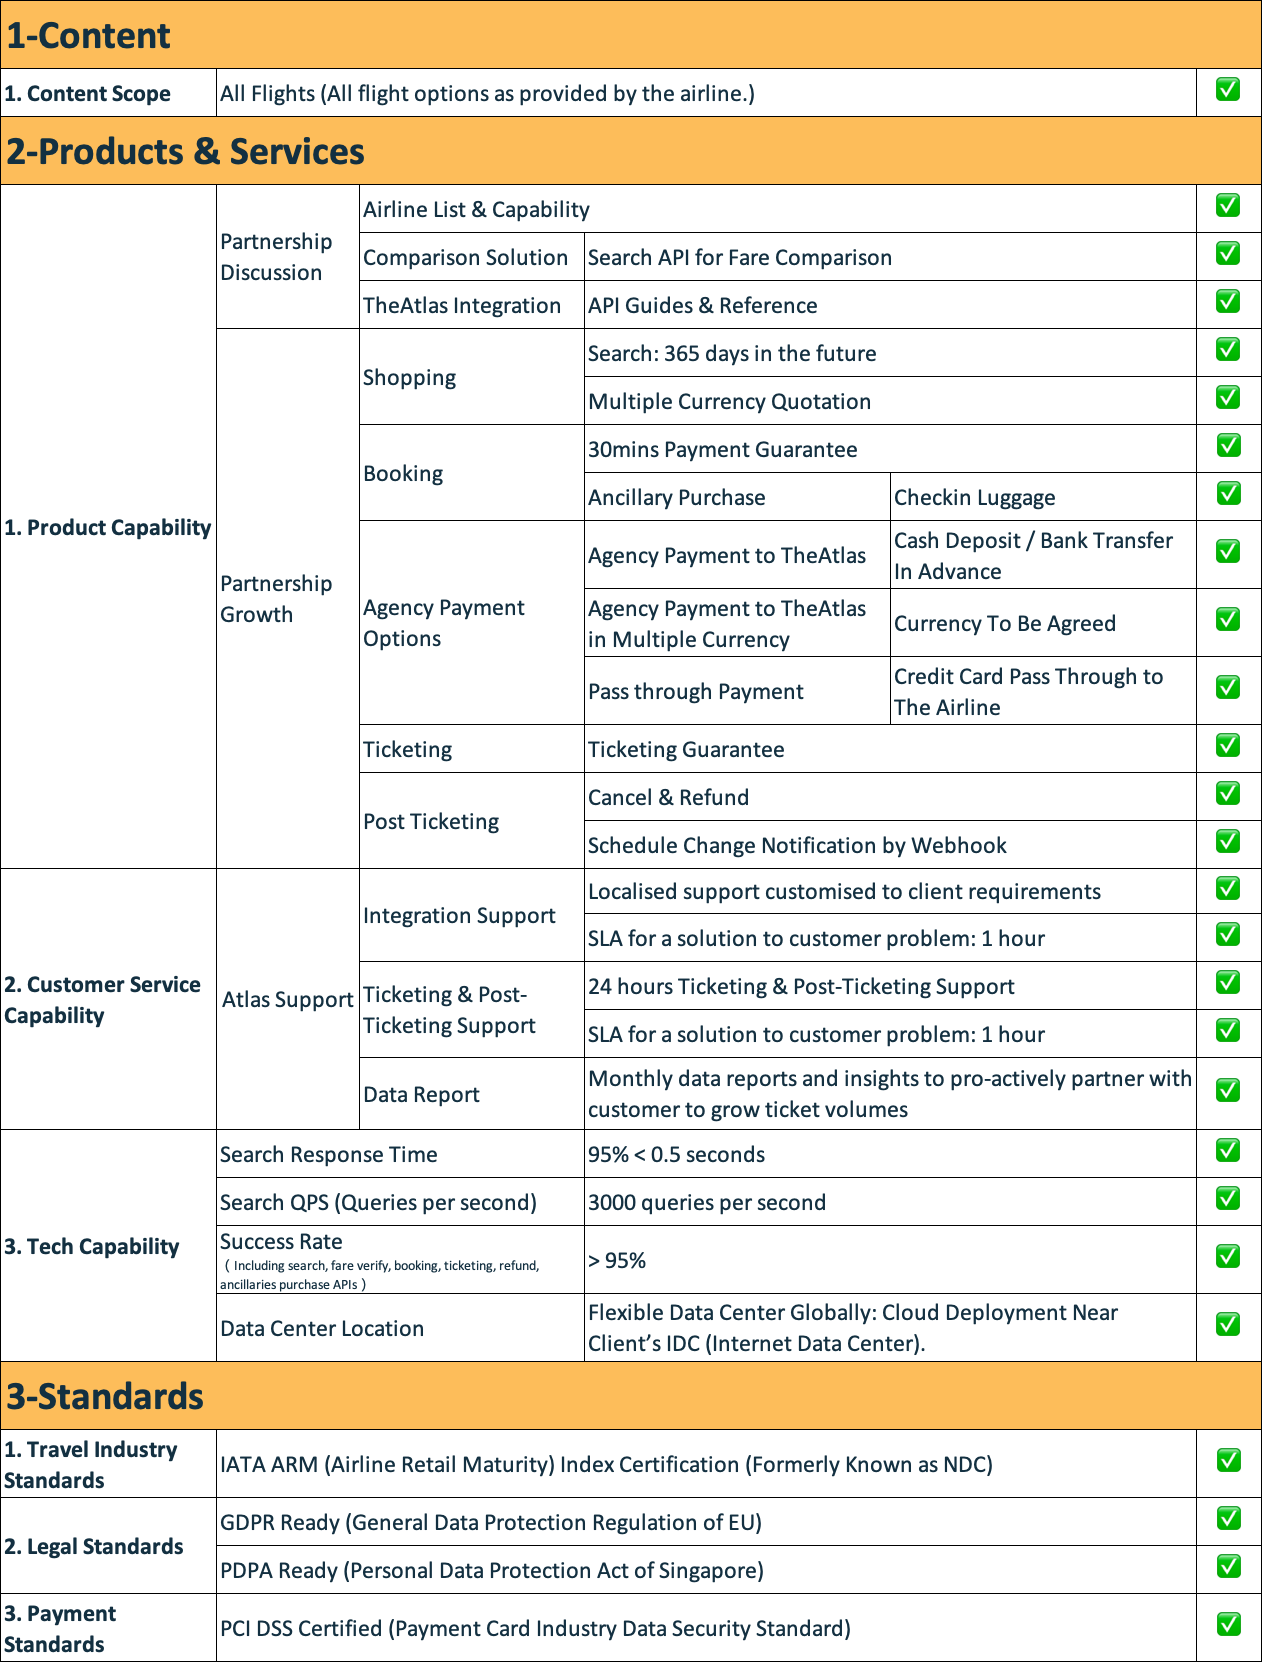 1-Content
1. Content Scope
All Flights (All flight options as provided by the airline.)
✅
2-Products & Services
1. Product Capability
Partnership
Discussion
Airline List & Capability
✅
Comparison Solution
Search API for Fare Comparison
✅
TheAtlas Integration
API Guides & Reference
✅
Partnership
Growth
Shopping
Search: 365 days in the future
✅
Multiple Currency Quotation
✅
Booking
30mins Payment Guarantee
✅
Ancillary Purchase
Checkin Luggage
✅
Agency Payment
Options
Agency Payment to TheAtlas
Cash Deposit / Bank Transfer
In Advance
✅
Agency Payment to TheAtlas
in Multiple Currency
Currency To Be Agreed
✅
Pass through Payment
Credit Card Pass Through to
The Airline
✅
Ticketing
Ticketing Guarantee
✅
Post Ticketing
Cancel & Refund
✅
Schedule Change Notification by Webhook
✅
2. Customer Service
Capability
Atlas Support
Integration Support
Localised support customised to client requirements
✅
SLA for a solution to customer problem: 1 hour
✅
Ticketing & Post-
Ticketing Support
24 hours Ticketing & Post-Ticketing Support
✅
SLA for a solution to customer problem: 1 hour
✅
Data Report
Monthly data reports and insights to pro-actively partner with
customer to grow ticket volumes
✅
3. Tech Capability
Search Response Time
95% < 0.5 seconds
✅
Search QPS (Queries per second)
3000 queries per second
✅
Success Rate
（Including search, fare verify, booking, ticketing, refund,
ancillaries purchase APIs）
> 95%
✅
Data Center Location
Flexible Data Center Globally: Cloud Deployment Near
Client’s IDC (Internet Data Center).
✅
3-Standards
1. Travel Industry
Standards
IATA ARM (Airline Retail Maturity) Index Certification (Formerly Known as NDC)
✅
2. Legal Standards
GDPR Ready (General Data Protection Regulation of EU)
✅
PDPA Ready (Personal Data Protection Act of Singapore)
✅
3. Payment
Standards
PCI DSS Certified (Payment Card Industry Data Security Standard)
✅